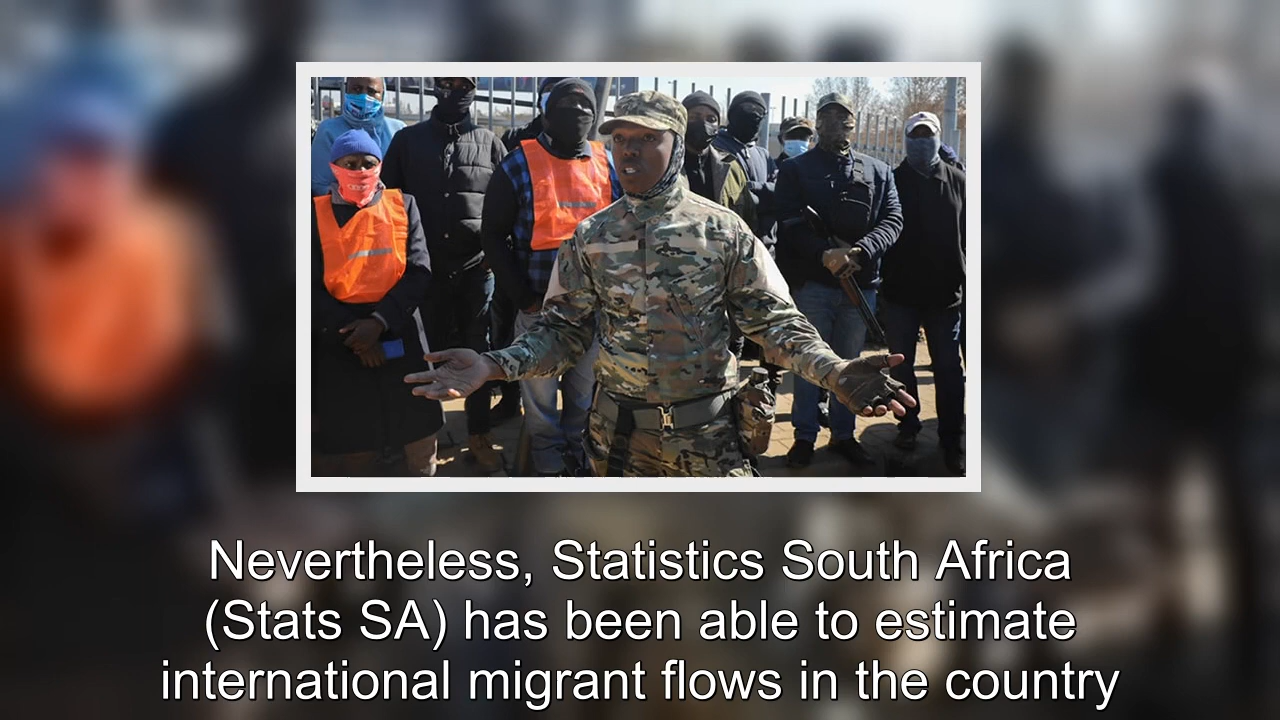 Nevertheless, Statistics South Africa
(Stats SA) has been able to estimate
international migrant flows in the country